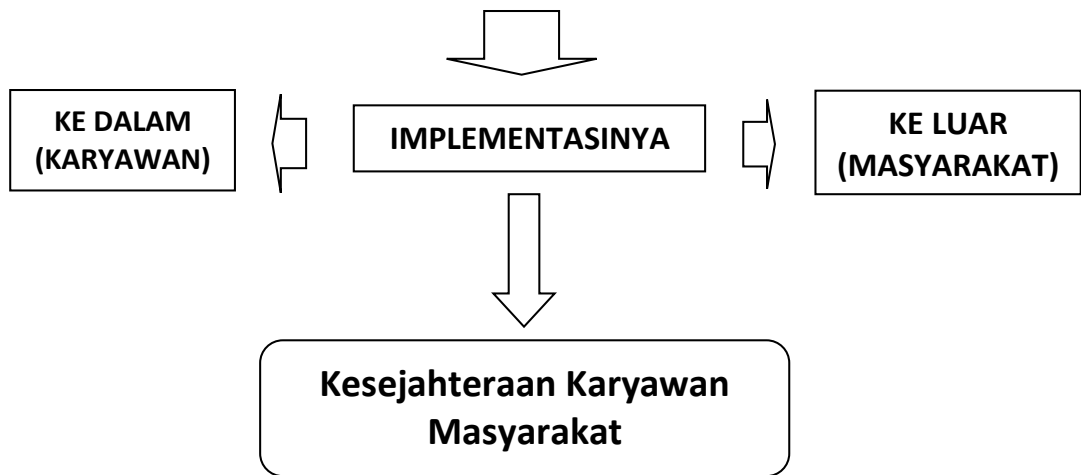 KE DALAM
(KARYAWAN)
IMPLEMENTASINYA
KE LUAR
(MASYARAKAT)
Kesejahteraan Karyawan
Masyarakat